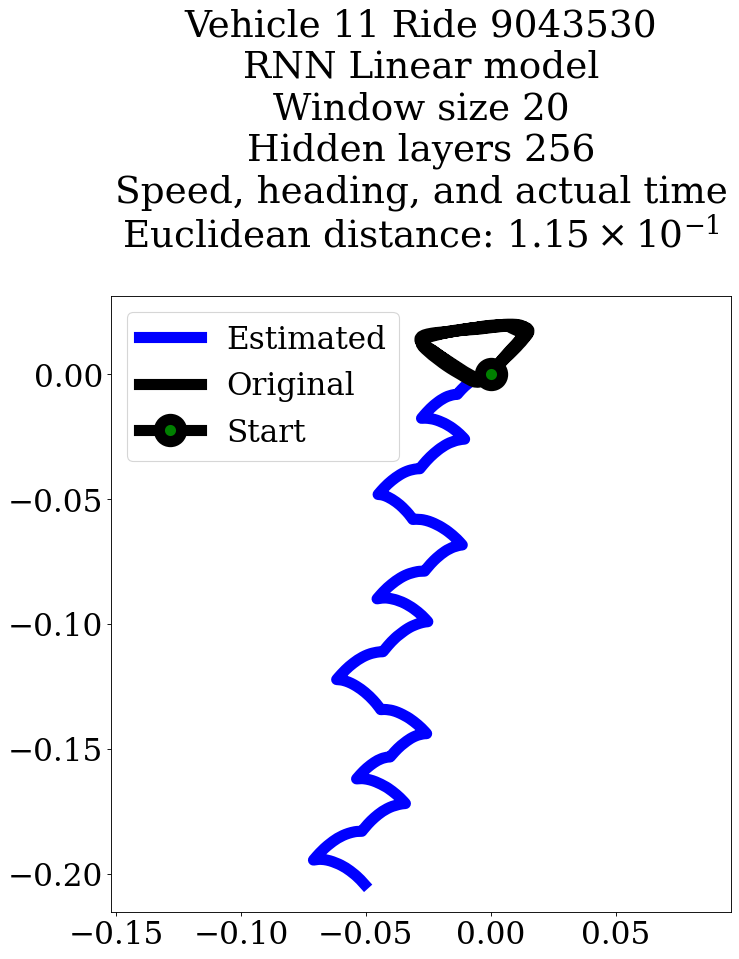 Vehicle 11 Ride 9043530
RNN Linear model
Window size 20
Hidden layers 256
Speed, heading, and actual time
Euclidean distance: 1.15 × 10⁻¹
Estimated
Original
Start
0.00
−0.05
−0.10
−0.15
−0.20
−0.15 −0.10 −0.05 0.00 0.05